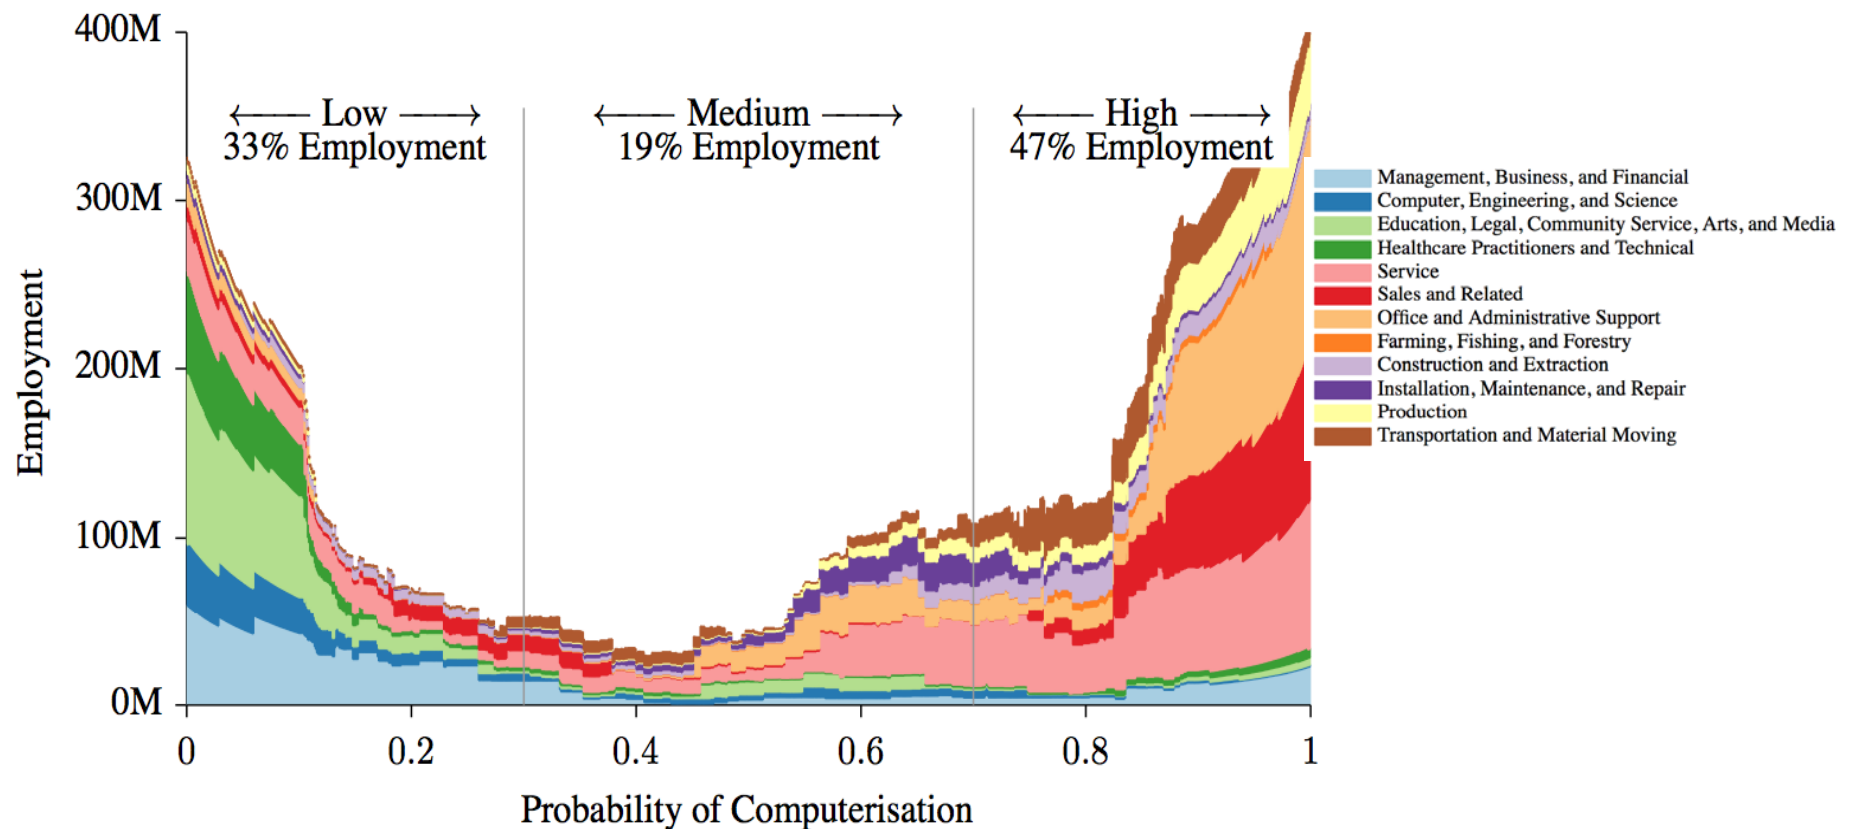 400M
300M
200M
100M
0M
Employment
Low
33% Employment
Medium
19% Employment
High
47% Employment
Management, Business, and Financial
Computer, Engineering, and Science
Education, Legal, Community Service, Arts, and Media
Healthcare Practitioners and Technical
Service
Sales and Related
Office and Administrative Support
Farming, Fishing, and Forestry
Construction and Extraction
Installation, Maintenance, and Repair
Production
Transportation and Material Moving
0 0.2 0.4 0.6 0.8 1
Probability of Computerisation